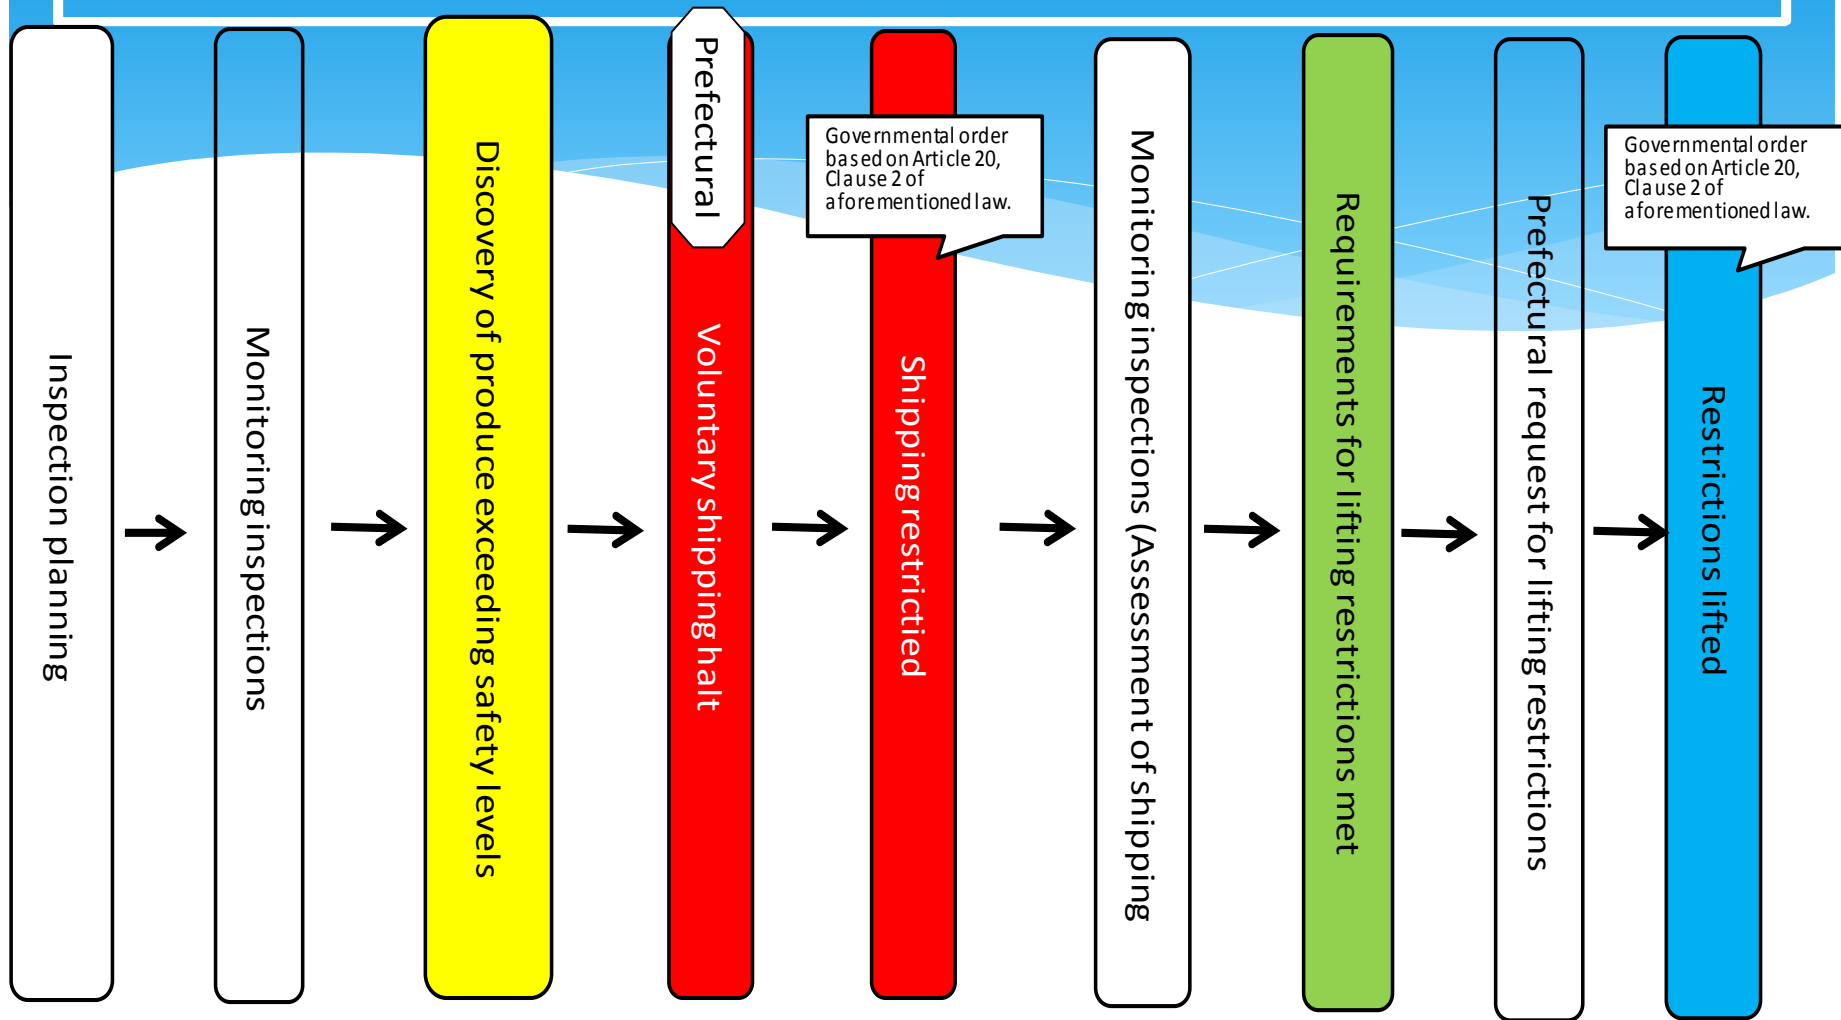 Inspection planning
Monitoring inspections
Discovery of produce exceeding safety levels
Prefectural
Voluntary shipping halt
Governmental order
based on Article 20,
Clause 2 of
aforementioned law.
Shipping restrictied
Monitoring inspections (Assessment of shipping
Requirements for lifting restrictions met
Prefectural request for lifting restrictions
Governmental order
based on Article 20,
Clause 2 of
aforementioned law.
Restrictions lifted